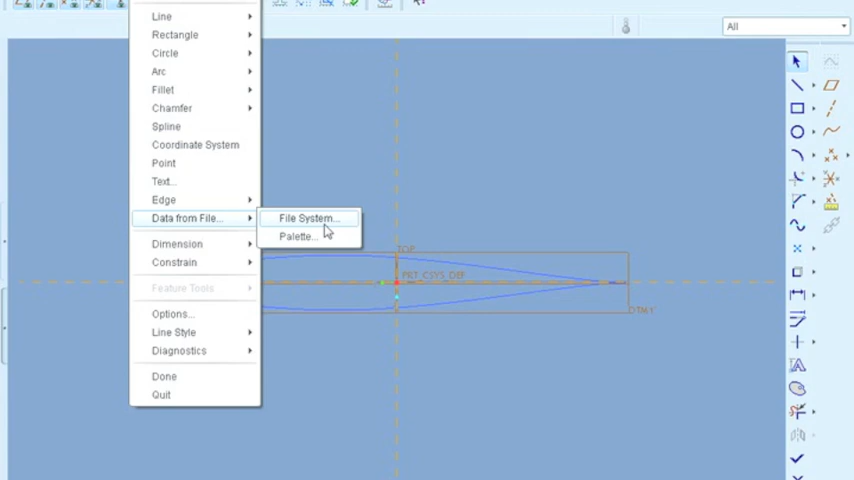 All
Line
Rectangle
Circle
Arc
Fillet
Chamfer
Spline
Coordinate System
Point
Text...
Edge
Data from File...
File System...
Palette...
Dimension
Constrain
Feature Tools
Options...
Line Style
Diagnostics
Done
Quit
TOP
PRT_CSYS_DEF
DTM1